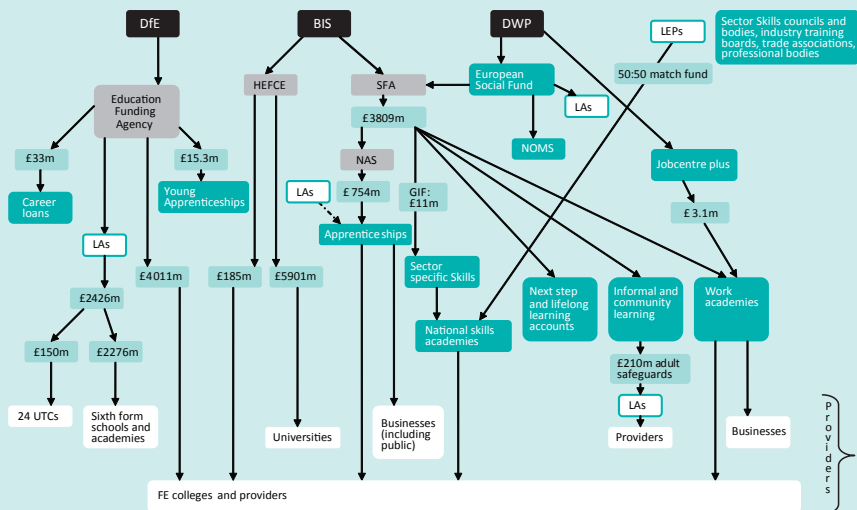 DfE
BIS
DWP
LEPs
Sector Skills councils and
bodies, industry training
boards, trade associations,
professional bodies
50:50 match fund
Education
Funding
Agency
HEFCE
SFA
European
Social Fund
LAs
£3809m
NOMS
£33m
£15.3m
NAS
Jobcentre plus
Career
loans
Young
Apprenticeships
LAs
£754m
GIF:
£11m
£3.1m
LAs
Apprenticeships
£4011m
£185m
£5901m
Sector
specific Skills
Next step
and lifelong
learning
accounts
Informal and
community
learning
Work
academies
£2426m
National skills
academies
£150m
£2276m
£210m adult
safeguards
LAs
24 UTCs
Sixth form
schools and
academies
Universities
Businesses
(including
public)
Providers
Businesses
Providers
FE colleges and providers